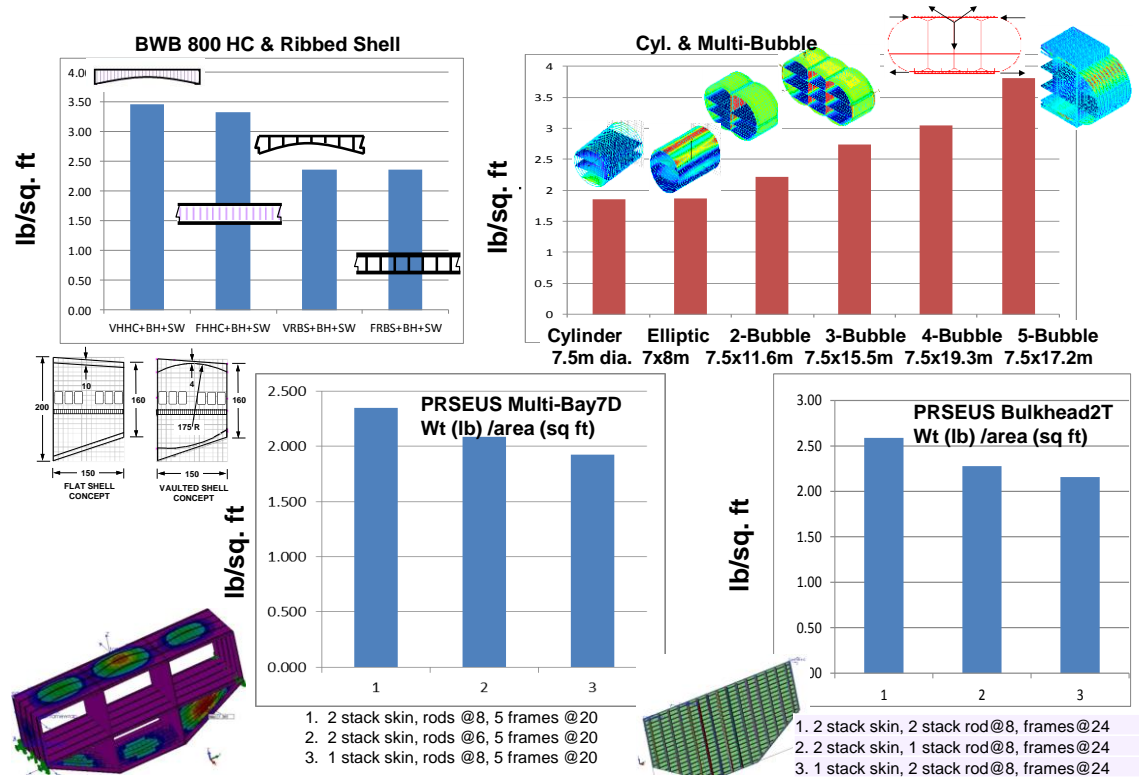 BWB 800 HC & Ribbed Shell
lb/sq. ft
4.00
3.50
3.00
2.50
2.00
1.50
1.00
0.50
0.00
VHHC+BH+SW FHHC+BH+SW VRBS+BH+SW FRBS+BH+SW
Cyl. & Multi-Bubble
lb/sq. ft
4
3.5
3
2.5
2
1.5
1
0.5
0
Cylinder Elliptic 2-Bubble 3-Bubble 4-Bubble 5-Bubble
7.5m dia. 7x8m 7.5x11.6m 7.5x15.5m 7.5x19.3m 7.5x17.2m
10
200
160
150
FLAT SHELL
CONCEPT
4
175 R
160
150
VAULTED SHELL
CONCEPT
PRSEUS Multi-Bay7D
Wt (lb) /area (sq ft)
lb/sq. ft
2.500
2.000
1.500
1.000
0.500
0.000
1 2 3
1. 2 stack skin, rods @8, 5 frames @20
2. 2 stack skin, rods @6, 5 frames @20
3. 1 stack skin, rods @8, 5 frames @20
PRSEUS Bulkhead2T
Wt (lb) /area (sq ft)
lb/sq. ft
3.00
2.50
2.00
1.50
1.00
0.50
00
1 2 3
1. 2 stack skin, 2 stack rod@8, frames@24
2. 2 stack skin, 1 stack rod@8, frames@24
3. 1 stack skin, 2 stack rod@8, frames@24